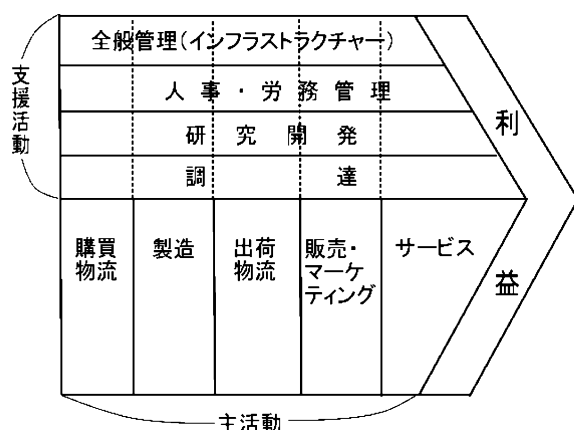 全般管理(インフラストラクチャー)
人事・労務管理
研究開発
調達
支援活動
購買
物流
製造
出荷
物流
販売・
マーケ
ティング
サービス
利益
主活動